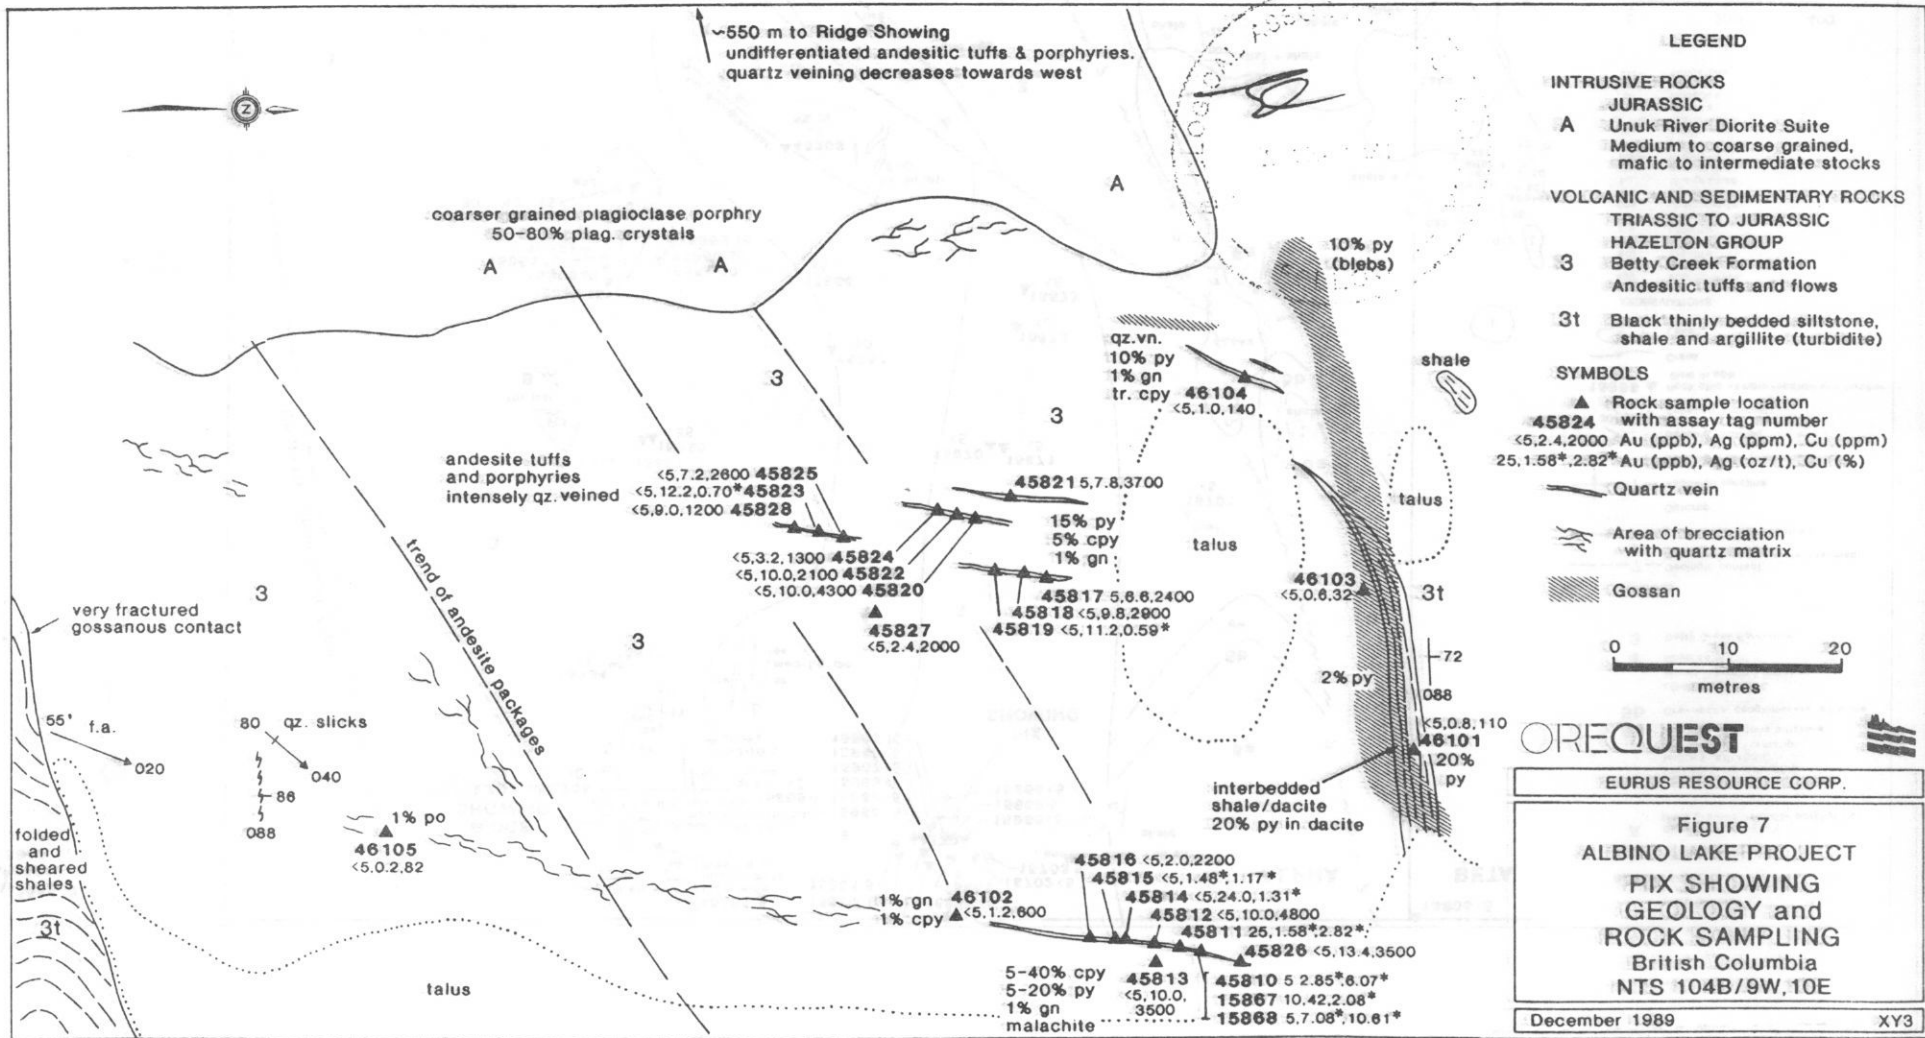 ~550 m to Ridge Showing
undifferentiated andesitic tuffs & porphyries.
quartz veining decreases towards west
Z
A
coarser grained plagioclase porphry
50-80% plag. crystals
A
A
10% py
(blebs)
3
3
qz.vn.
10% py
1% gn
tr. cpy
46104
<5,1.0,140
shale
andesite tuffs
and porphyries
intensely qz. veined
<5,7.2,2600 45825
<5,12.2,0.70* 45823
<5,9.0,1200 45828
45821 5,7.8,3700
15% py
5% cpy
1% gn
talus
talus
<5,3.2,1300 45824
<5,10.0,2100 45822
<5,10.0,4300 45820
45827
<5,2.4,2000
45817 5,6.6,2400
45818 <5,9.8,2900
45819 <5,11.2,0.59*
46103
<5,0.6,32
3t
3
very fractured
gossanous contact
3
trend of andesite packages
72
088
2% py
<5,0.8,110
46101
20%
py
55'
f.a.
020
80
qz. slicks
040
86
088
interbedded
shale/dacite
20% py in dacite
1% po
46105
<5.0.2.82
folded
and
sheared
shales
3t
1% gn
1% cpy
46102
<5,1.2,600
45816 <5,2.0,2200
45815 <5,1.48*,1.17*
45814 <5,24.0,1.31*
45812 <5,10.0,4800
45811 25,1.58*,2.82*
45826 <5,13.4,3500
talus
5-40% cpy
5-20% py
1% gn
malachite
45813
<5,10.0,
3500
45810 5 2.85*,6.07*
15867 10.42,2.08*
15868 5,7.08*,10.61*
LEGEND
INTRUSIVE ROCKS
JURASSIC
A Unuk River Diorite Suite
Medium to coarse grained,
mafic to intermediate stocks
VOLCANIC AND SEDIMENTARY ROCKS
TRIASSIC TO JURASSIC
HAZELTON GROUP
3 Betty Creek Formation
Andesitic tuffs and flows
3t Black thinly bedded siltstone,
shale and argillite (turbidite)
SYMBOLS
Rock sample location
45824 with assay tag number
<5,2.4,2000 Au (ppb), Ag (ppm), Cu (ppm)
25,1.58*,2.82* Au (ppb), Ag (oz/t), Cu (%)
Quartz vein
Area of brecciation
with quartz matrix
Gossan
0 10 20
metres
OREQUEST
EURUS RESOURCE CORP.
Figure 7
ALBINO LAKE PROJECT
PIX SHOWING
GEOLOGY and
ROCK SAMPLING
British Columbia
NTS 104B/9W,10E
December 1989 XY3